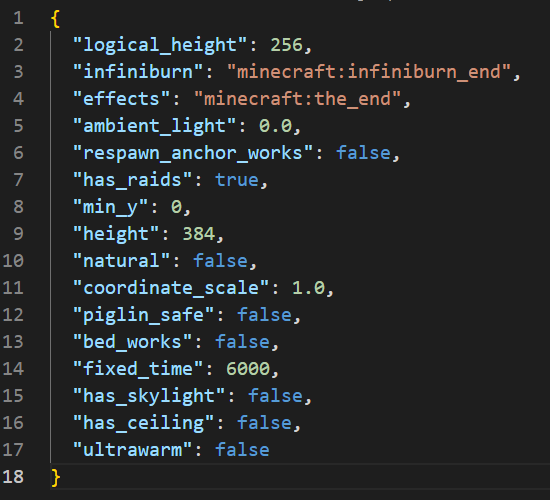 1 {
2 "logical_height": 256,
3 "infiniburn": "minecraft:infiniburn_end",
4 "effects": "minecraft:the_end",
5 "ambient_light": 0.0,
6 "respawn_anchor_works": false,
7 "has_raids": true,
8 "min_y": 0,
9 "height": 384,
10 "natural": false,
11 "coordinate_scale": 1.0,
12 "piglin_safe": false,
13 "bed_works": false,
14 "fixed_time": 6000,
15 "has_skylight": false,
16 "has_ceiling": false,
17 "ultrawarm": false
18 }